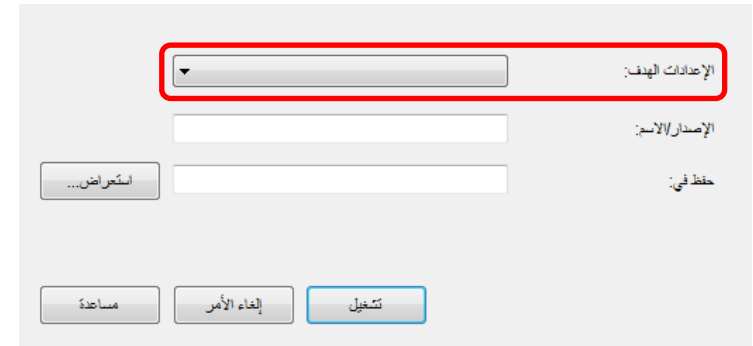 الإعدادات الهدف:
الإصدار/الاسم:
حفظ في:
استعراض...
تشغيل
إلغاء الأمر
مساعدة